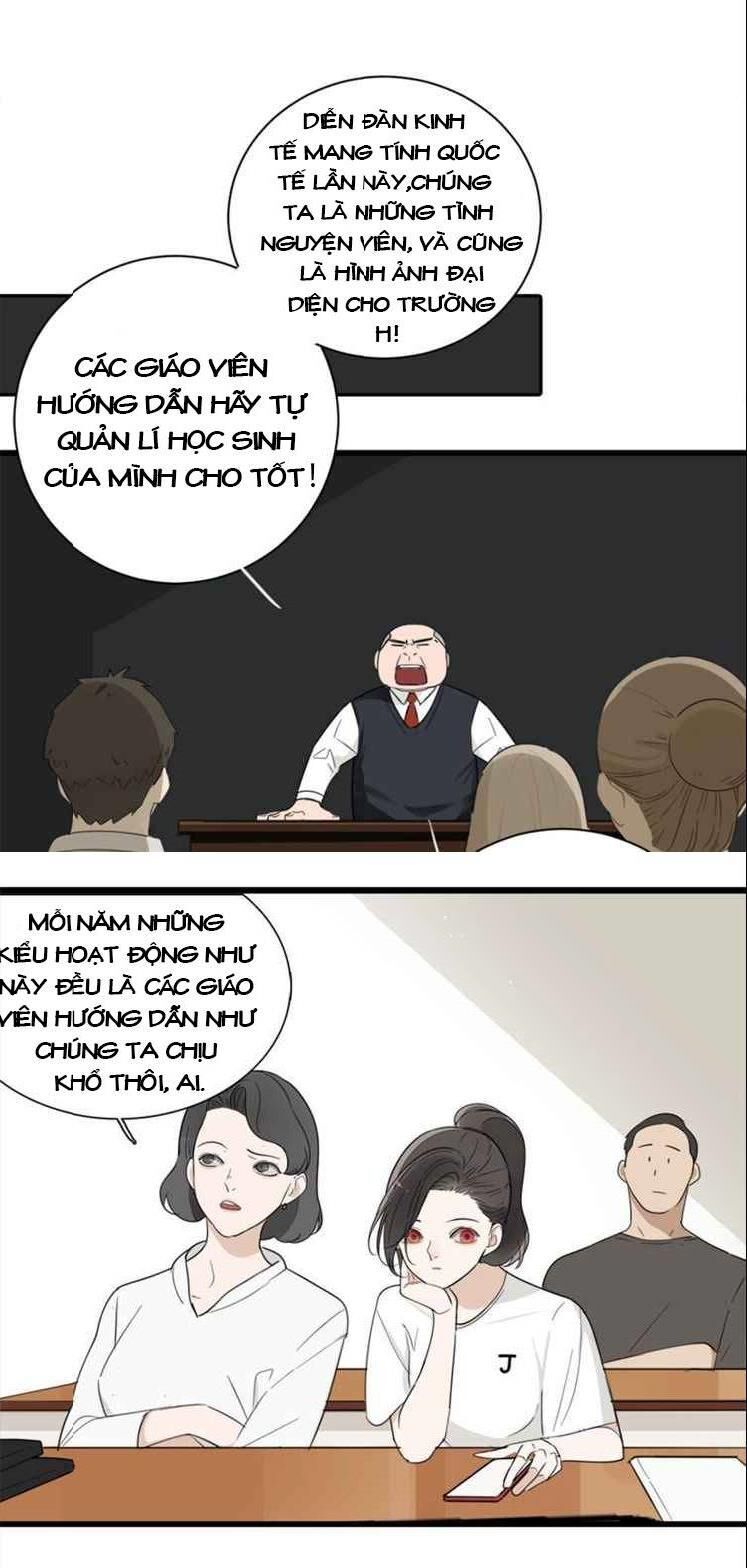 DIỄN ĐÀN KINH
TẾ MANG TÍNH QUỐC
TẾ LẦN NÀY,CHÚNG
TA LÀ NHỮNG TÌNH
NGUYỆN VIÊN, VÀ CŨNG
LÀ HÌNH ẢNH ĐẠI
DIỆN CHO TRƯỜNG
H!
CÁC GIÁO VIÊN
HƯỚNG DẪN HÃY TỰ
QUẢN LÍ HỌC SINH
CỦA MÌNH CHO TỐT!
MỖI NĂM NHỮNG
KIỂU HOẠT ĐỘNG NHƯ
NÀY ĐỀU LÀ CÁC GIÁO
VIÊN HƯỚNG DẪN NHƯ
CHÚNG TA CHỊU
KHỔ THÔI, AI.
J